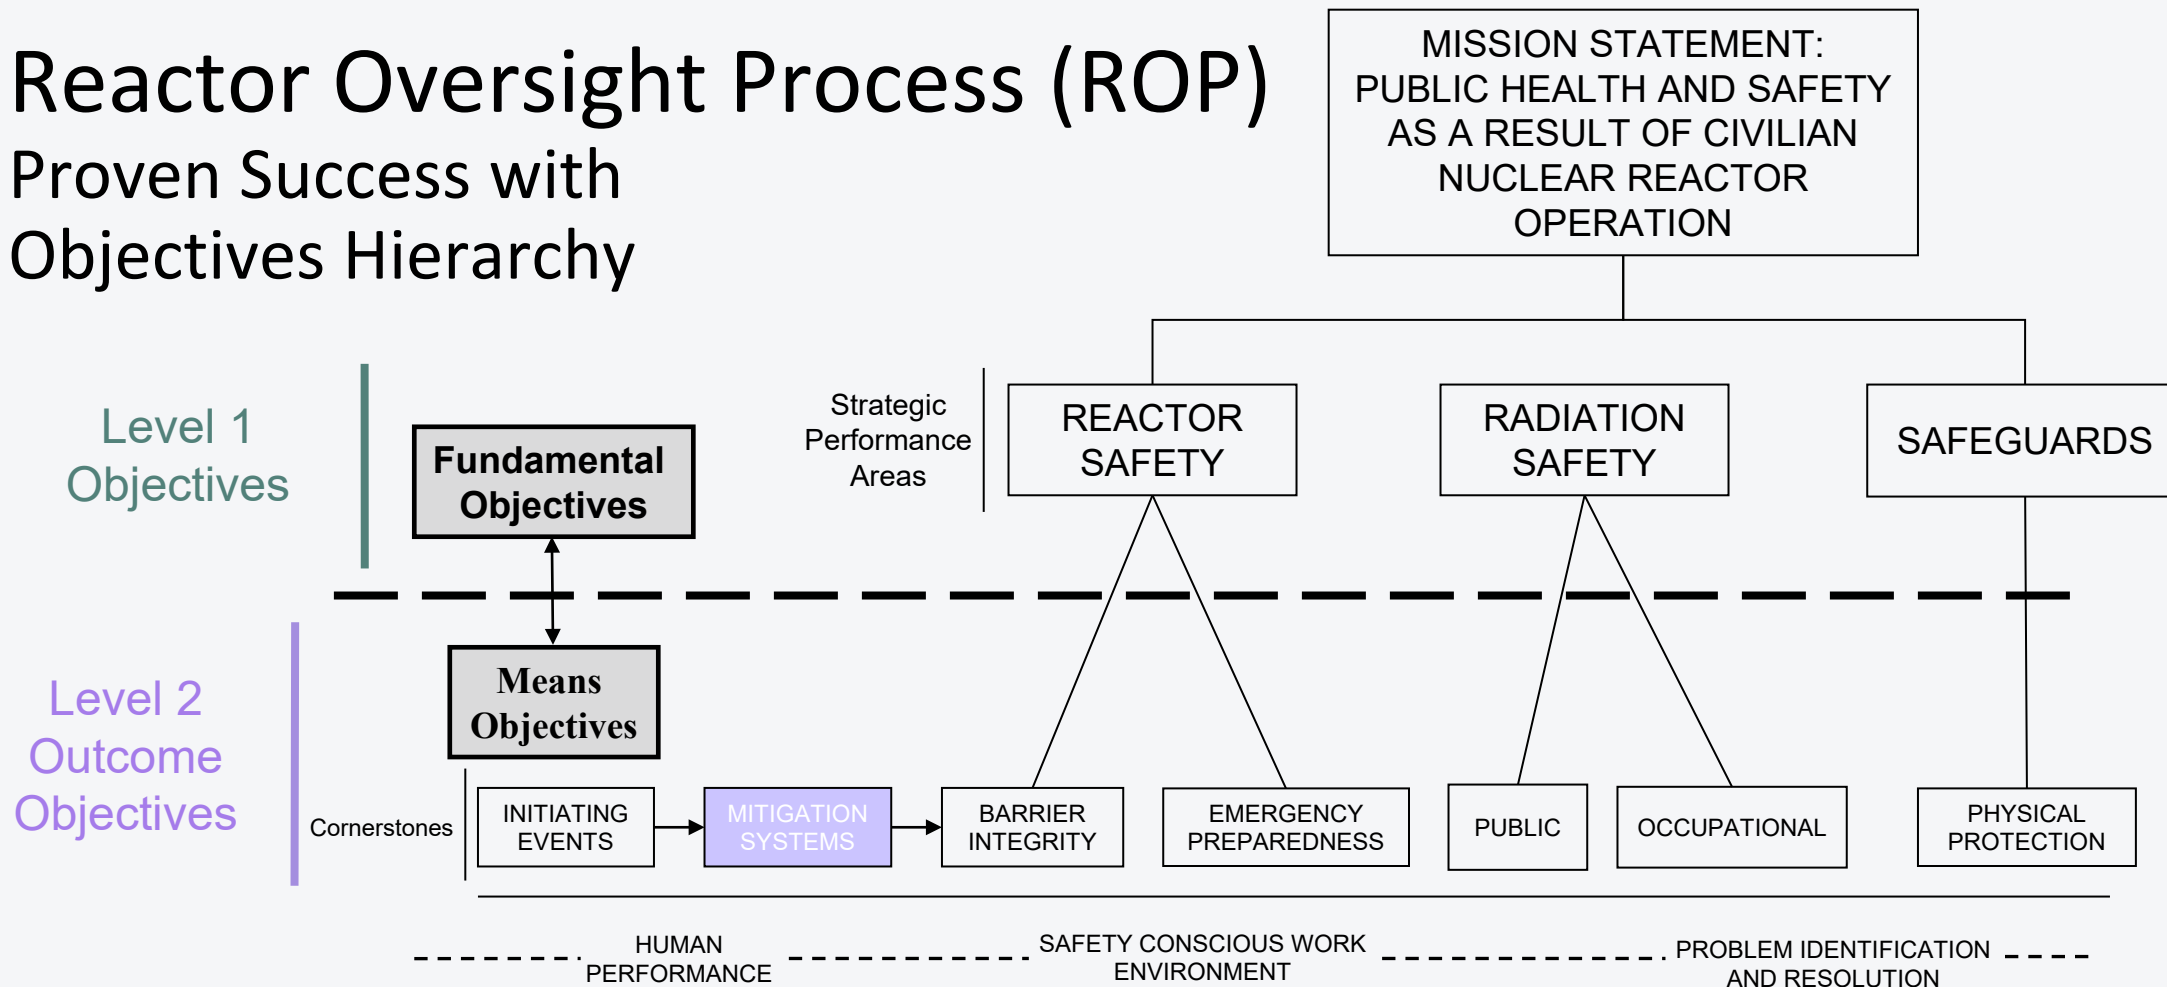 Reactor Oversight Process (ROP)
Proven Success with
Objectives Hierarchy
MISSION STATEMENT:
PUBLIC HEALTH AND SAFETY
AS A RESULT OF CIVILIAN
NUCLEAR REACTOR
OPERATION
Level 1
Objectives
Fundamental
Objectives
Strategic
Performance
Areas
REACTOR
SAFETY
RADIATION
SAFETY
SAFEGUARDS
Level 2
Outcome
Objectives
Means
Objectives
Cornerstones
INITIATING
EVENTS
MITIGATION
SYSTEMS
BARRIER
INTEGRITY
EMERGENCY
PREPAREDNESS
PUBLIC
OCCUPATIONAL
PHYSICAL
PROTECTION
HUMAN
PERFORMANCE
SAFETY CONSCIOUS WORK
ENVIRONMENT
PROBLEM IDENTIFICATION
AND RESOLUTION